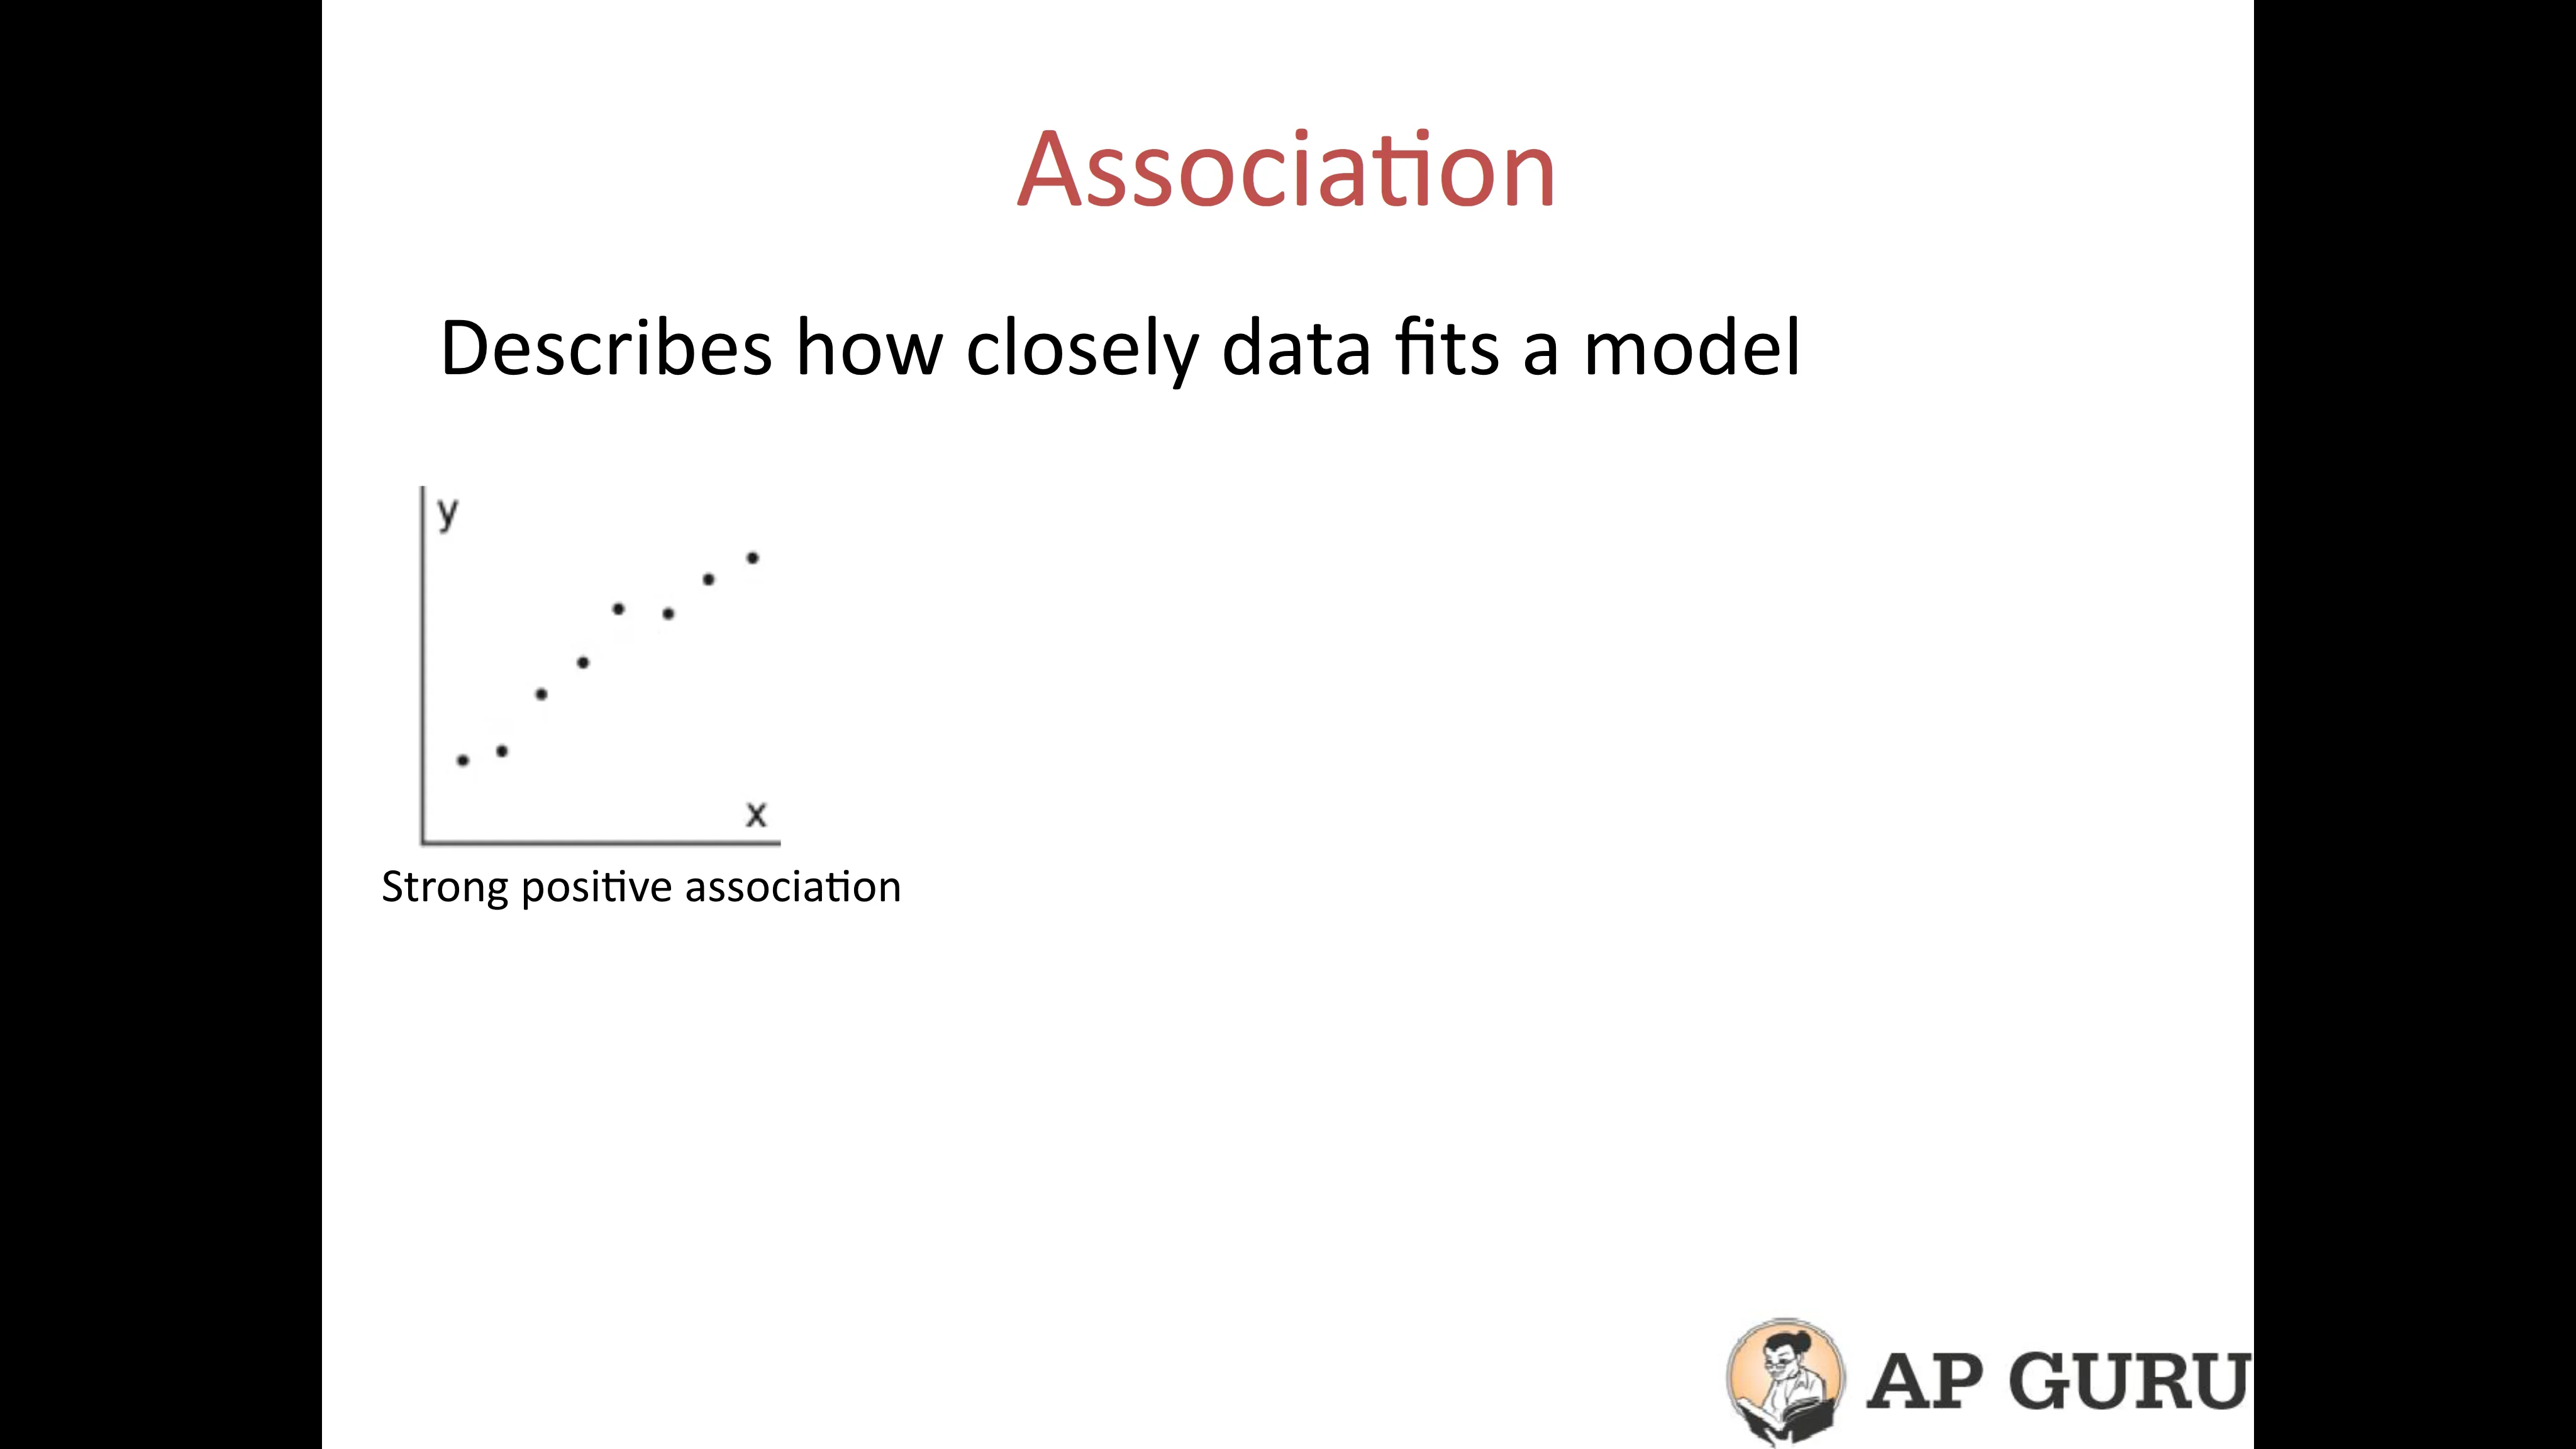 Association
Describes how closely data fits a model
y
x
Strong positive association
AP GURU